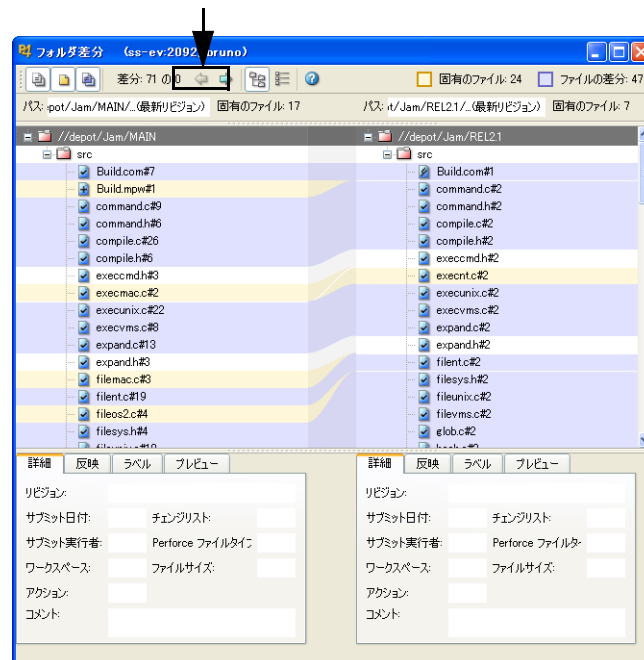 フォルダ差分 (ss-ev:2092, bruno)
差分: 71 の 0
固有のファイル: 24 ファイルの差分: 47
パス: pot/Jam/MAIN/...(最新リビジョン) 固有のファイル: 17
パス: t/Jam/REL2.1/...(最新リビジョン) 固有のファイル: 7
//depot/Jam/MAIN
src
Build.com#7
Build.mpw#1
command.c#9
command.h#6
compile.c#26
compile.h#6
execcmd.h#3
execmac.c#2
execunix.c#22
execvms.c#8
expand.c#13
expand.h#3
filemac.c#3
filent.c#19
fileos2.c#4
filesys.h#4
//depot/Jam/REL2.1
src
Build.com#1
command.c#2
command.h#2
compile.c#2
compile.h#2
execcmd.h#2
execnt.c#2
execunix.c#2
execvms.c#2
expand.c#2
expand.h#2
filent.c#2
filesys.h#2
fileunix.c#2
filevms.c#2
glob.c#2
詳細 反映 ラベル プレビュー
リビジョン:
サブミット日付: チェンジリスト:
サブミット実行者: Perforce ファイルタイプ
ワークスペース: ファイルサイズ:
アクション:
コメント:
詳細 反映 ラベル プレビュー
リビジョン:
サブミット日付: チェンジリスト:
サブミット実行者: Perforce ファイルタ
ワークスペース: ファイルサイズ:
アクション:
コメント: